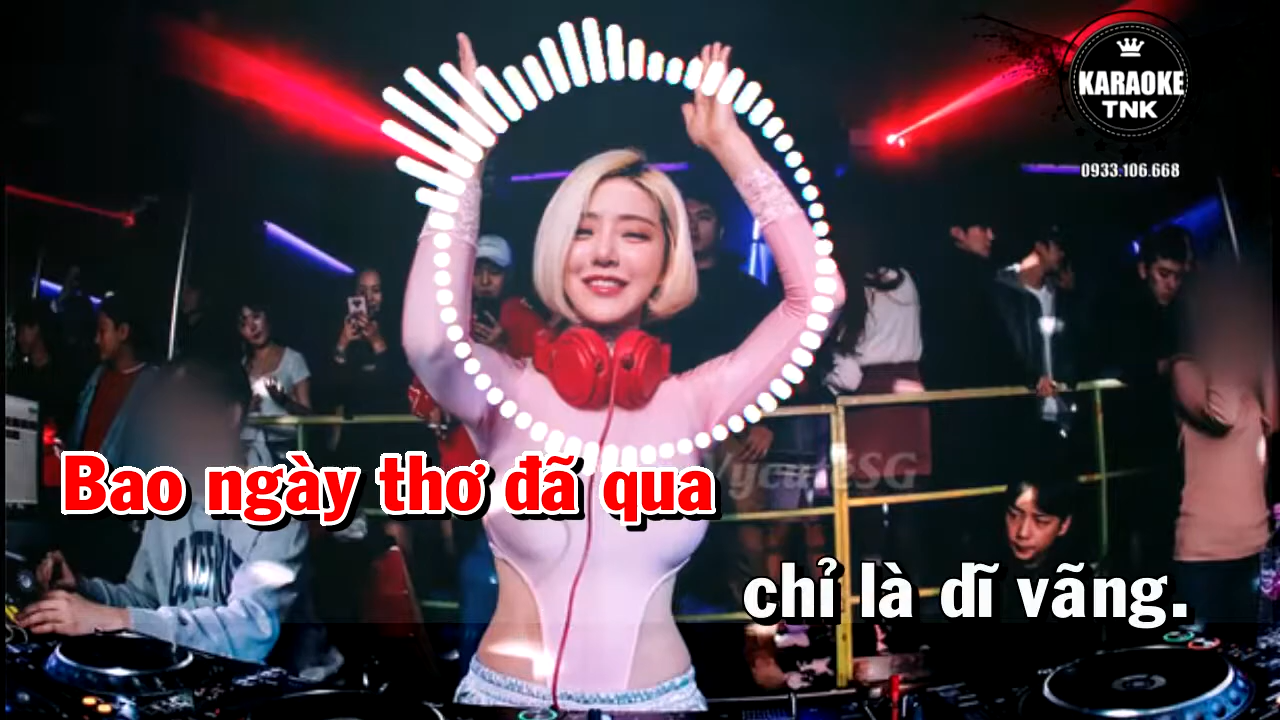 KARAOKE
TNK
0933.106.668
Bao ngày thơ đã qua
chỉ là dĩ vãng.